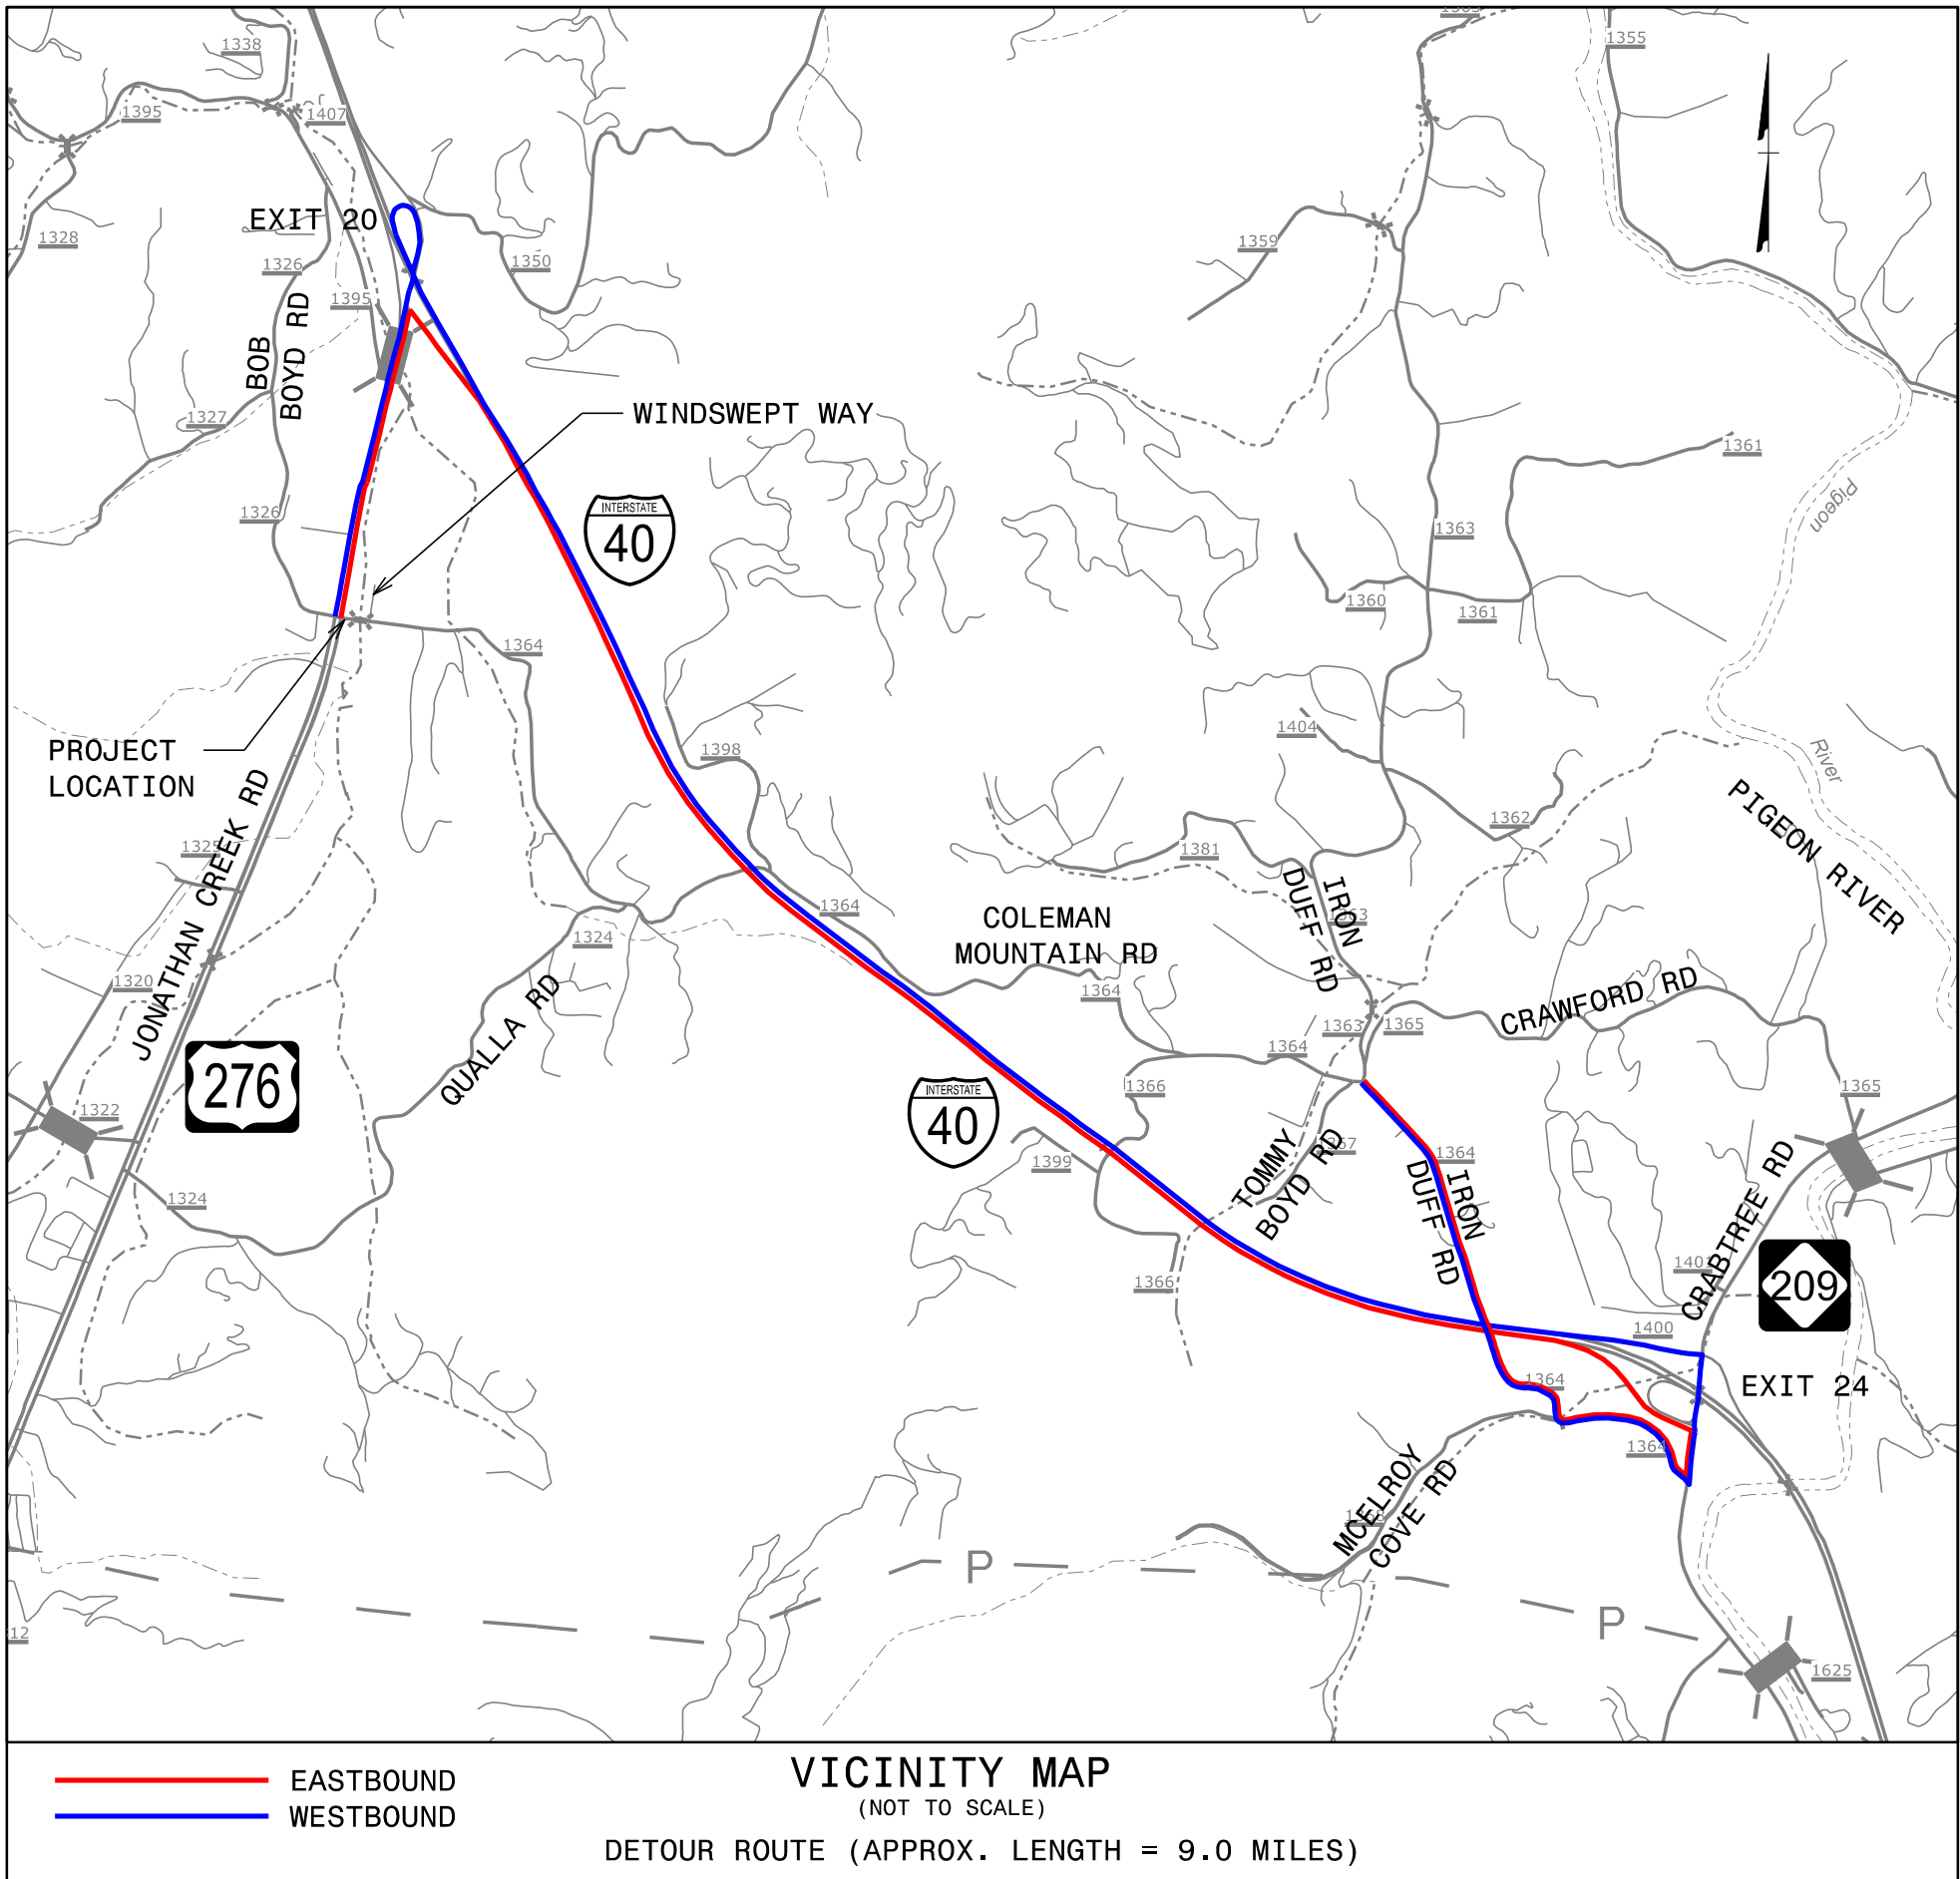 1338
1363
1355
1395
1407
EXIT 20
1328
1326
1350
1359
1395
BOB
BOYD RD
1327
WINDSWEPT WAY
1361
1326
INTERSTATE
40
1363
Pigeon
1360
1361
1364
PROJECT
LOCATION
1398
1404
River
1362
PIGEON RIVER
1325
JONATHAN CREEK RD
1381
1364
COLEMAN
MOUNTAIN RD
IRON
DUFF RD
1363
1324
1320
1364
CRAWFORD RD
QUALLA RD
1363
1365
1364
276
1322
INTERSTATE
40
1366
1365
1367
TOMMY
BOYD RD
1399
1364
IRON
DUFF RD
1324
CRABTREE RD
209
1366
1400
1364
EXIT 24
1364
MCELROY
COVE RD
P
P
12
1625
EASTBOUND
WESTBOUND
VICINITY MAP
(NOT TO SCALE)
DETOUR ROUTE (APPROX. LENGTH = 9.0 MILES)